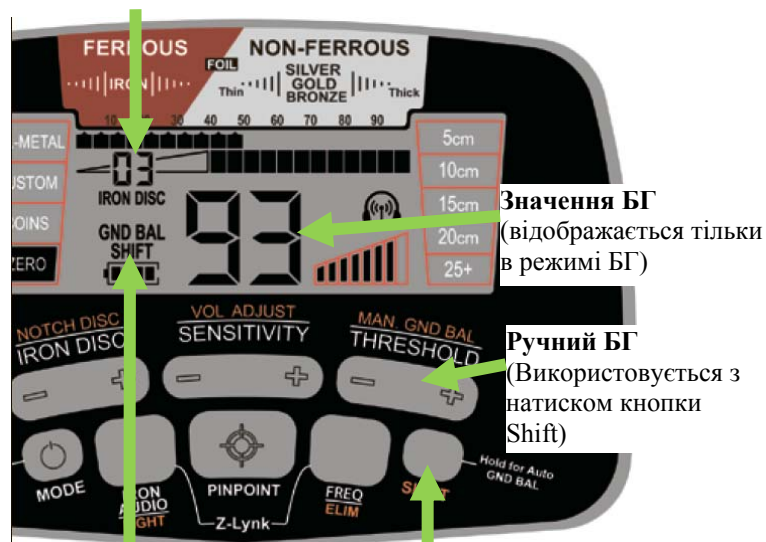 FERROUS
NON-FERROUS
IRON
FOIL
Thin
SILVER
GOLD
BRONZE
Thick
10 20 30 40 50 60 70 80 90
-METAL
USTOM
OINS
ZERO
03
IRON DISC
GND BAL
SHIFT
93
5cm
10cm
15cm
20cm
25+
Значення БГ
(відображається тільки
в режимі БГ)
NOTCH DISC
IRON DISC
VOL ADJUST
SENSITIVITY
MAN. GND BAL
THRESHOLD
Ручний БГ
(Використовується з
натиском кнопки
Shift)
MODE
IRON
AUDIO
PINPOINT
Z-Lynk
FREQ
ELIM
Hold for Auto
GND BAL